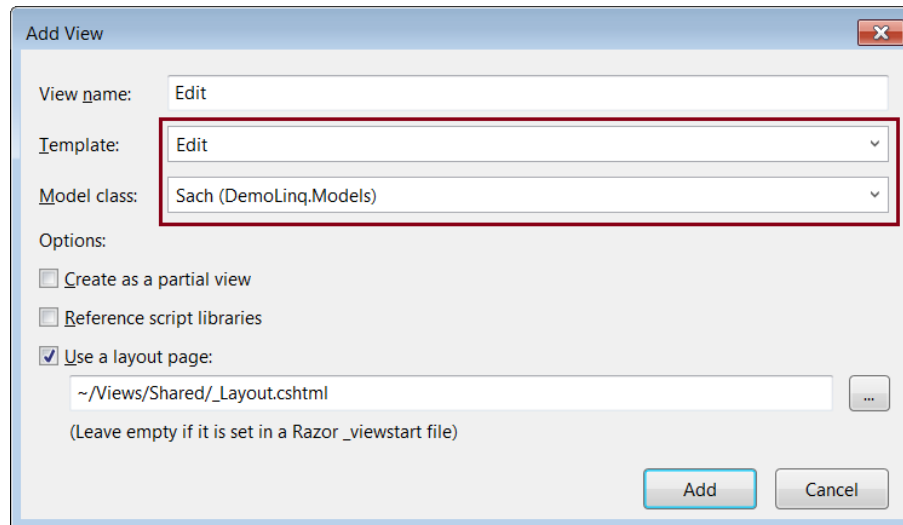 Add View
View name: Edit
Template: Edit
Model class: Sach (DemoLinq.Models)
Options:
Create as a partial view
Reference script libraries
Use a layout page:
~/Views/Shared/_Layout.cshtml ...
(Leave empty if it is set in a Razor _viewstart file)
Add Cancel